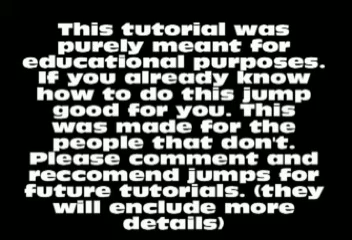 This tutorial was
purely meant for
educational purposes.
If you already know
how to do this jump
good for you. This
was made for the
people that don't.
Please comment and
reccomend jumps for
future tutorials. (they
will enclude more
details)